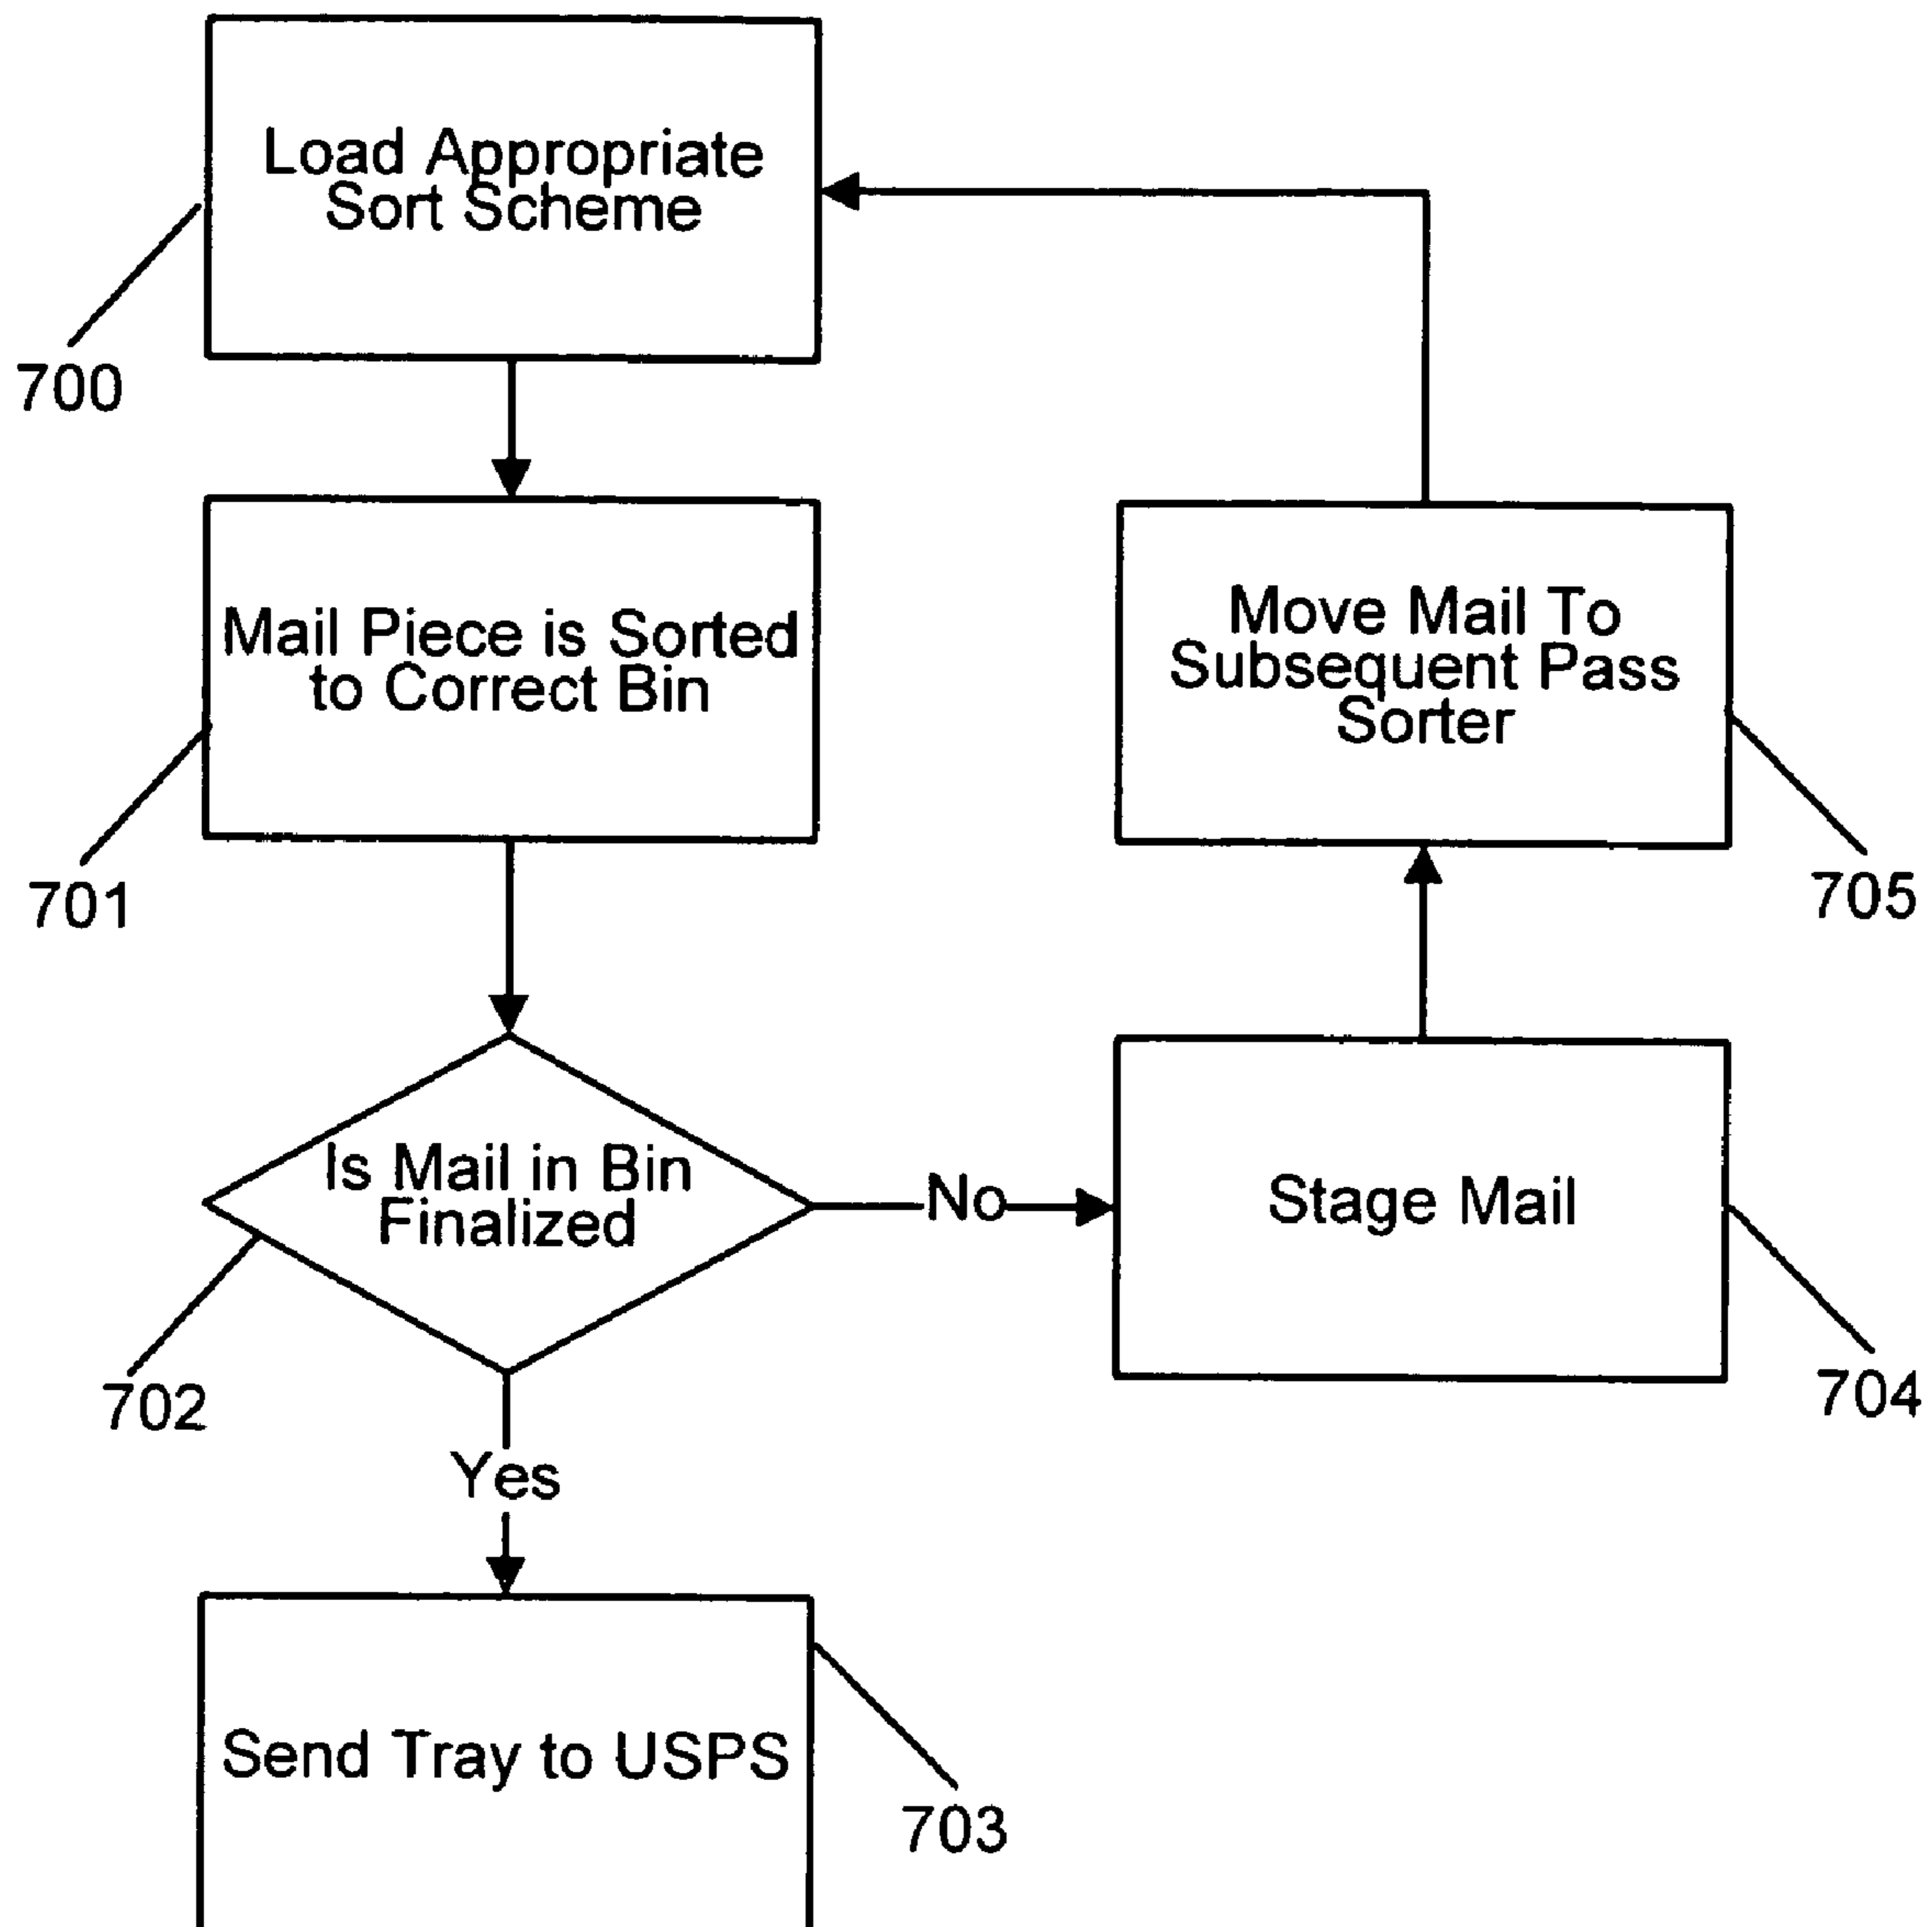 Load Appropriate
Sort Scheme
700
Mail Piece is Sorted
to Correct Bin
701
Move Mail To
Subsequent Pass
Sorter
705
Is Mail in Bin
Finalized
702
No
Stage Mail
704
Yes
Send Tray to USPS
703